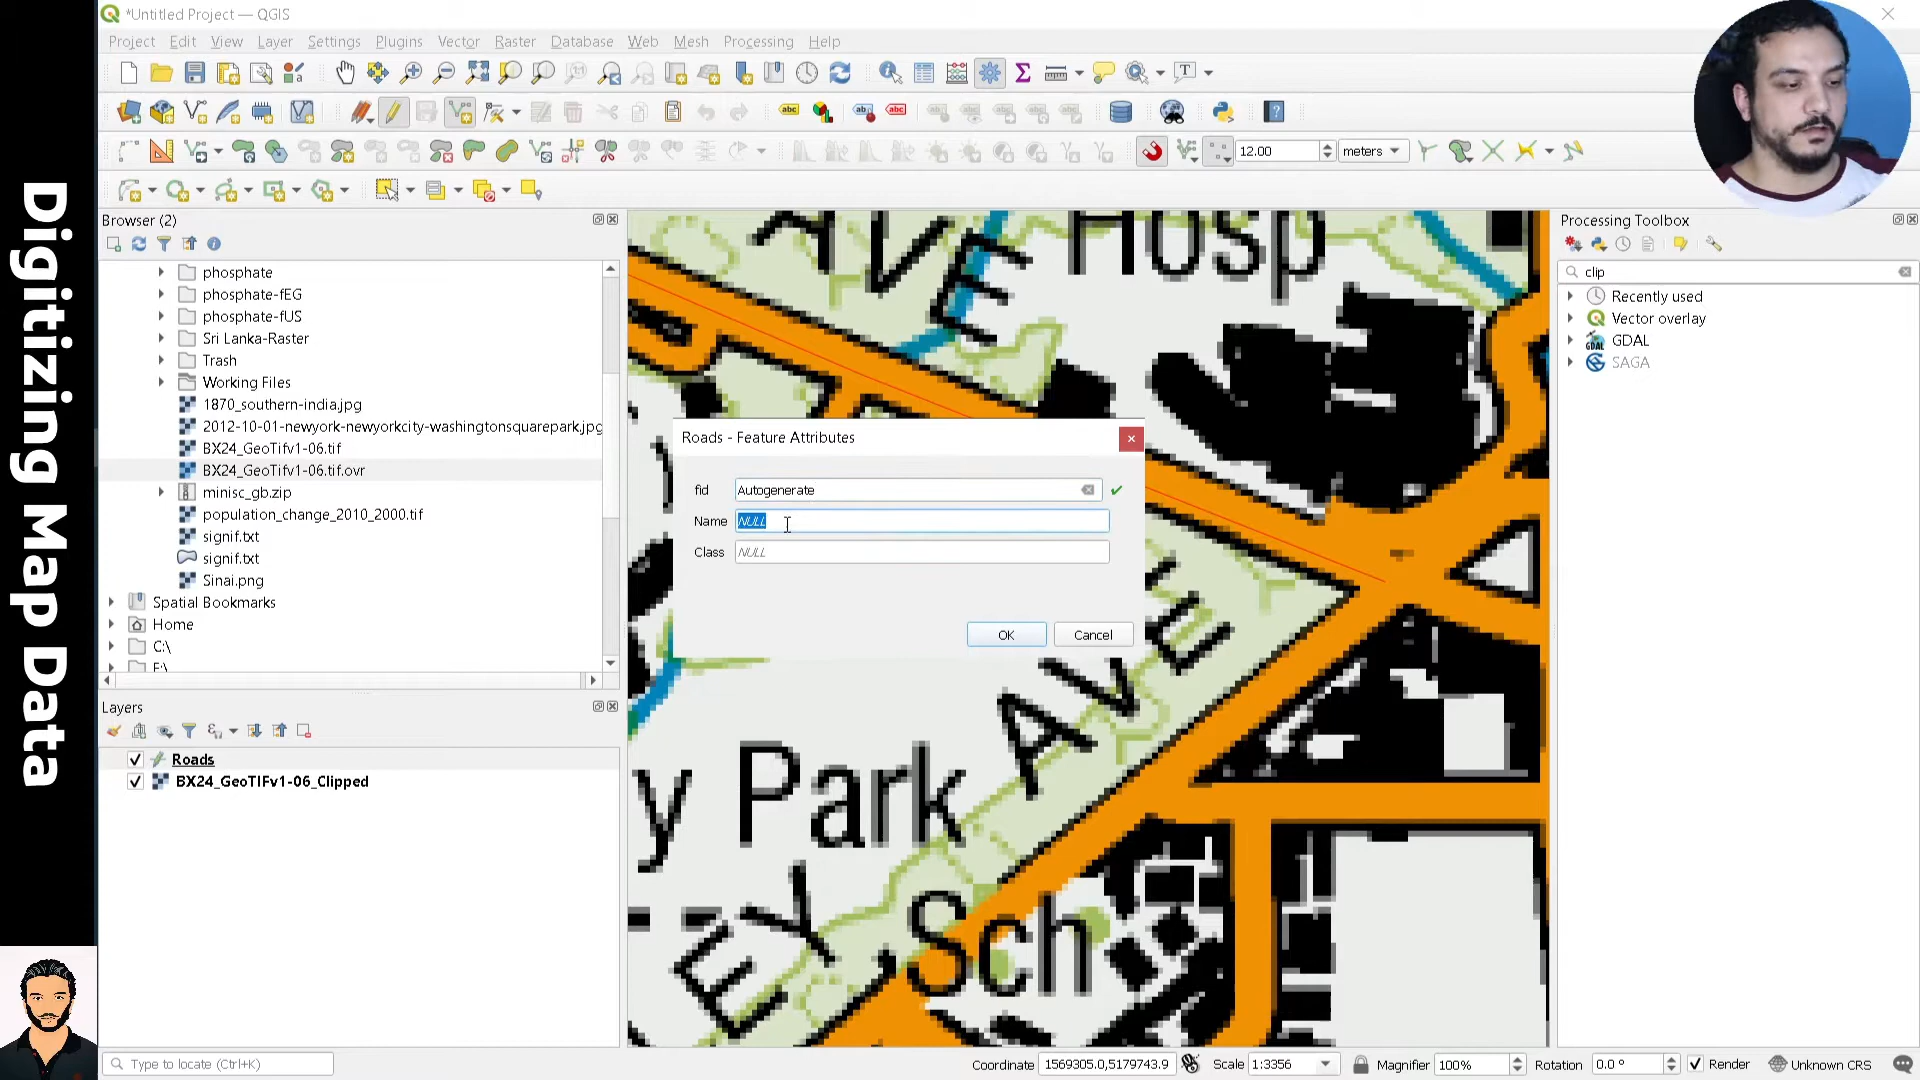 *Untitled Project — QGIS
Project Edit View Layer Settings Plugins Vector Raster Database Web Mesh Processing Help
12.00 meters
Digitizing Map Data
Browser (2)
phosphate
phosphate-fEG
phosphate-fUS
Sri Lanka-Raster
Trash
Working Files
1870_southern-india.jpg
2012-10-01-newyork-newyorkcity-washingtonsquarepark.jpg
BX24_GeoTifv1-06.tif
BX24_GeoTifv1-06.tif.ovr
minisc_gb.zip
population_change_2010_2000.tif
signif.txt
signif.txt
Sinai.png
Spatial Bookmarks
Home
C:\
Layers
Roads
BX24_GeoTIFv1-06_Clipped
AVE Hosp
Roads - Feature Attributes
fid Autogenerate
Name NULL
Class NULL
OK Cancel
AVE
y Park
EY
Sch
Processing Toolbox
clip
Recently used
Vector overlay
GDAL
SAGA
Type to locate (Ctrl+K)
Coordinate 1569305.0,5179743.9 Scale 1:3356 Magnifier 100% Rotation 0.0 ° Render Unknown CRS